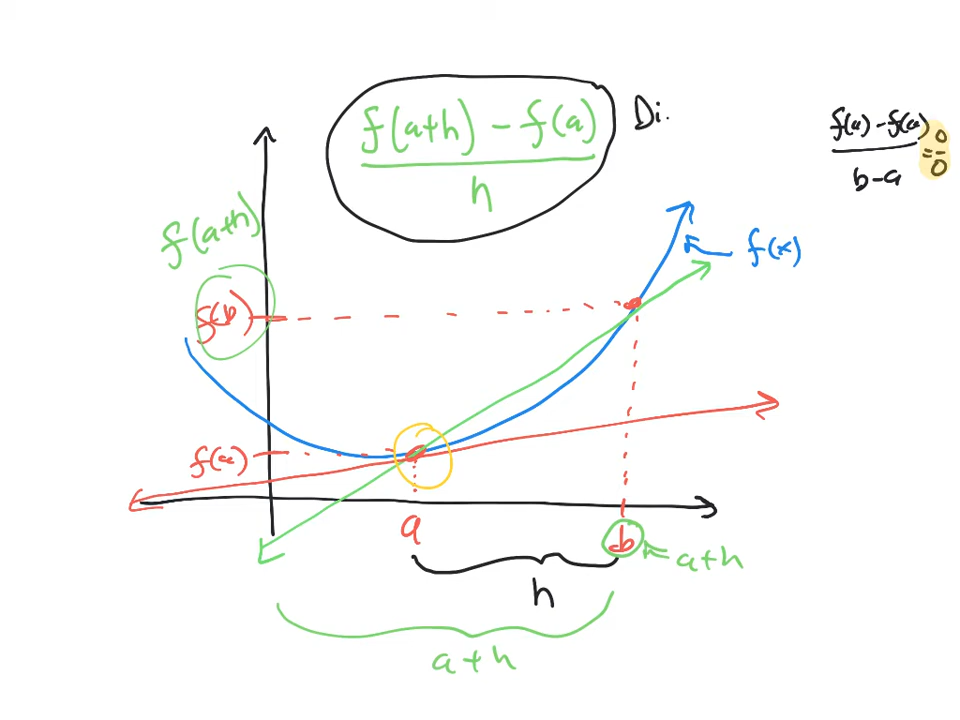 f(a+h) - f(a)
h
Di.
f(a) - f(a)
b-a
= 0
0
f(a+h)
f(b)
f(x)
f(a)
a
b = a+h
h
a+h